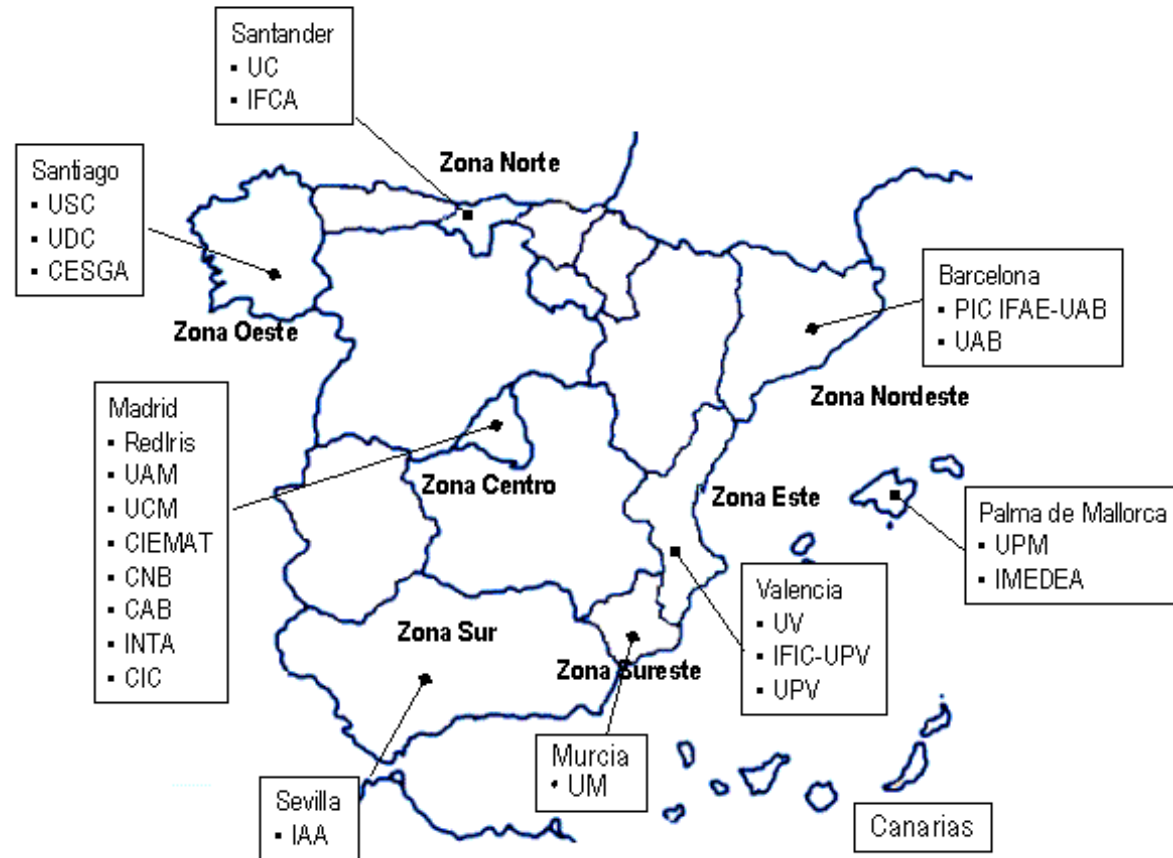 Santander
▪ UC
▪ IFCA
Zona Norte
Santiago
▪ USC
▪ UDC
▪ CESGA
Zona Oeste
Barcelona
▪ PIC IFAE-UAB
▪ UAB
Zona Nordeste
Madrid
▪ RedIris
▪ UAM
▪ UCM
▪ CIEMAT
▪ CNB
▪ CAB
▪ INTA
▪ CIC
Zona Centro
Zona Este
Palma de Mallorca
▪ UPM
▪ IMEDEA
Valencia
▪ UV
▪ IFIC-UPV
▪ UPV
Zona Sur
Zona Sureste
Murcia
• UM
Sevilla
▪ IAA
Canarias